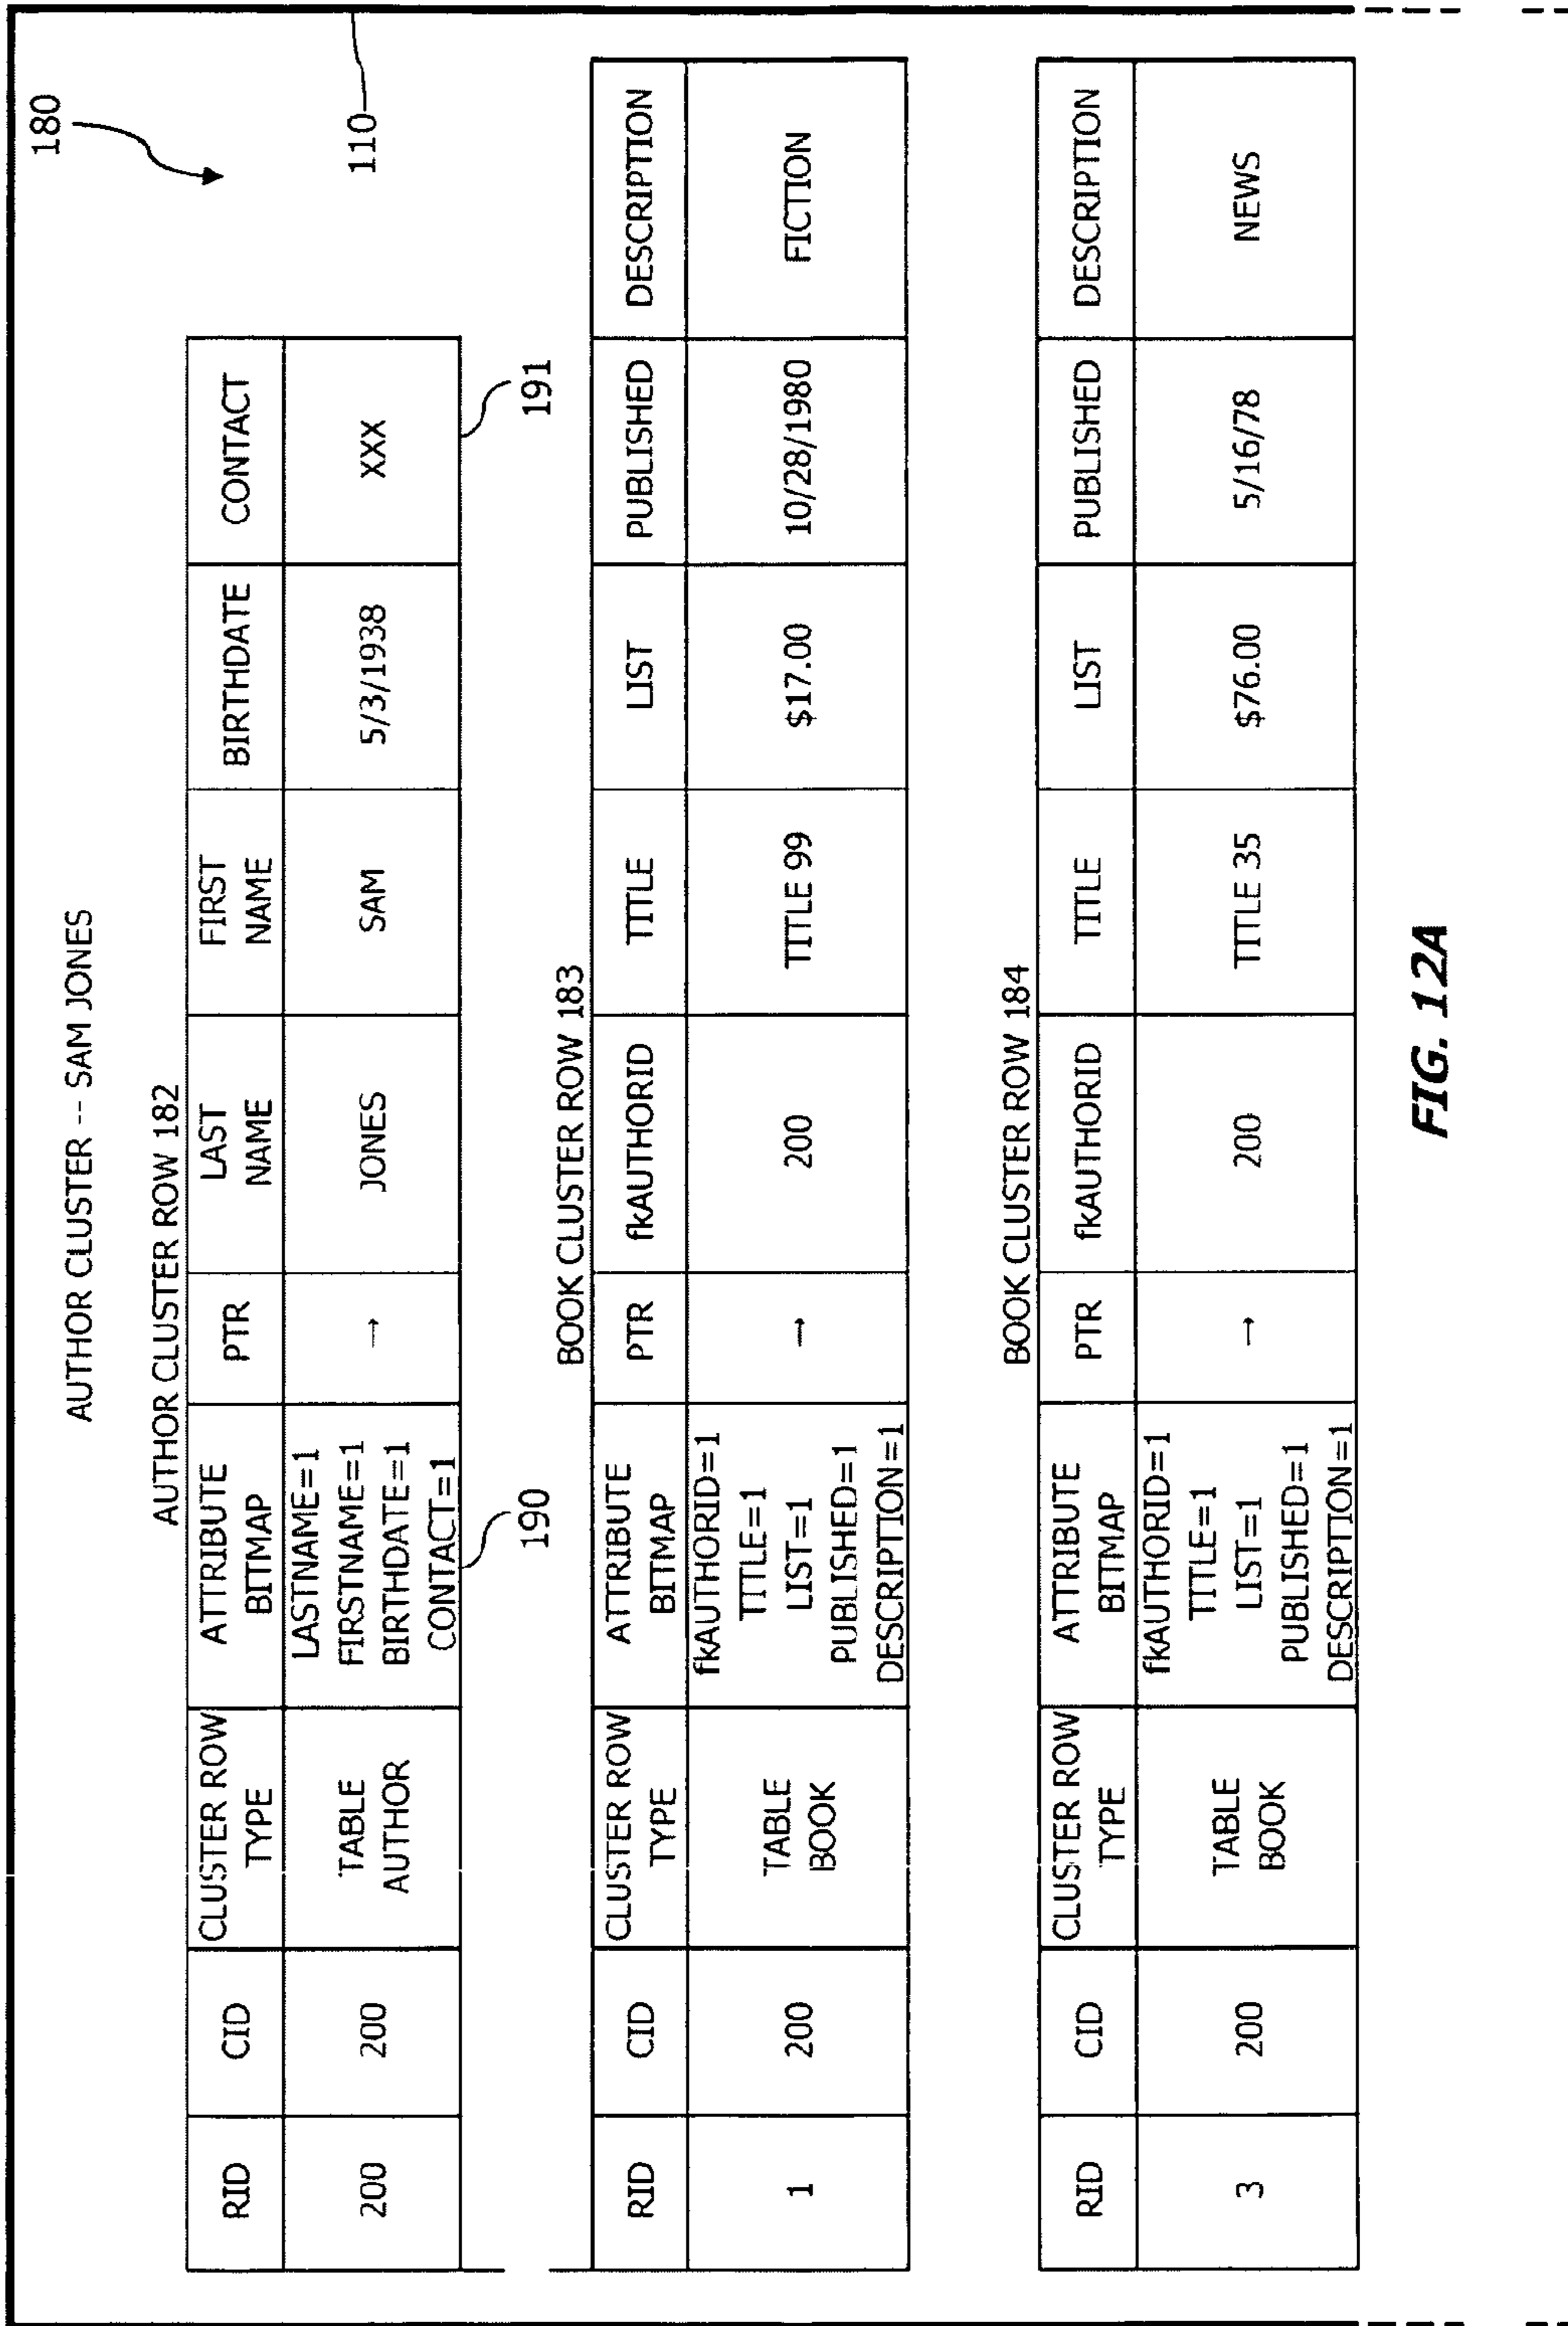 180
AUTHOR CLUSTER -- SAM JONES
110
AUTHOR CLUSTER ROW 182
RID CID CLUSTER ROW TYPE ATTRIBUTE BITMAP PTR LAST NAME FIRST NAME BIRTHDATE CONTACT
200 200 TABLE AUTHOR LASTNAME=1 FIRSTNAME=1 BIRTHDATE=1 CONTACT=1 → JONES SAM 5/3/1938 XXX
190 191
BOOK CLUSTER ROW 183
RID CID CLUSTER ROW TYPE ATTRIBUTE BITMAP PTR fkAUTHORID TITLE LIST PUBLISHED DESCRIPTION
1 200 TABLE BOOK fkAUTHORID=1 TITLE=1 LIST=1 PUBLISHED=1 DESCRIPTION=1 → 200 TITLE 99 $17.00 10/28/1980 FICTION
BOOK CLUSTER ROW 184
RID CID CLUSTER ROW TYPE ATTRIBUTE BITMAP PTR fkAUTHORID TITLE LIST PUBLISHED DESCRIPTION
3 200 TABLE BOOK fkAUTHORID=1 TITLE=1 LIST=1 PUBLISHED=1 DESCRIPTION=1 → 200 TITLE 35 $76.00 5/16/78 NEWS
FIG. 12A